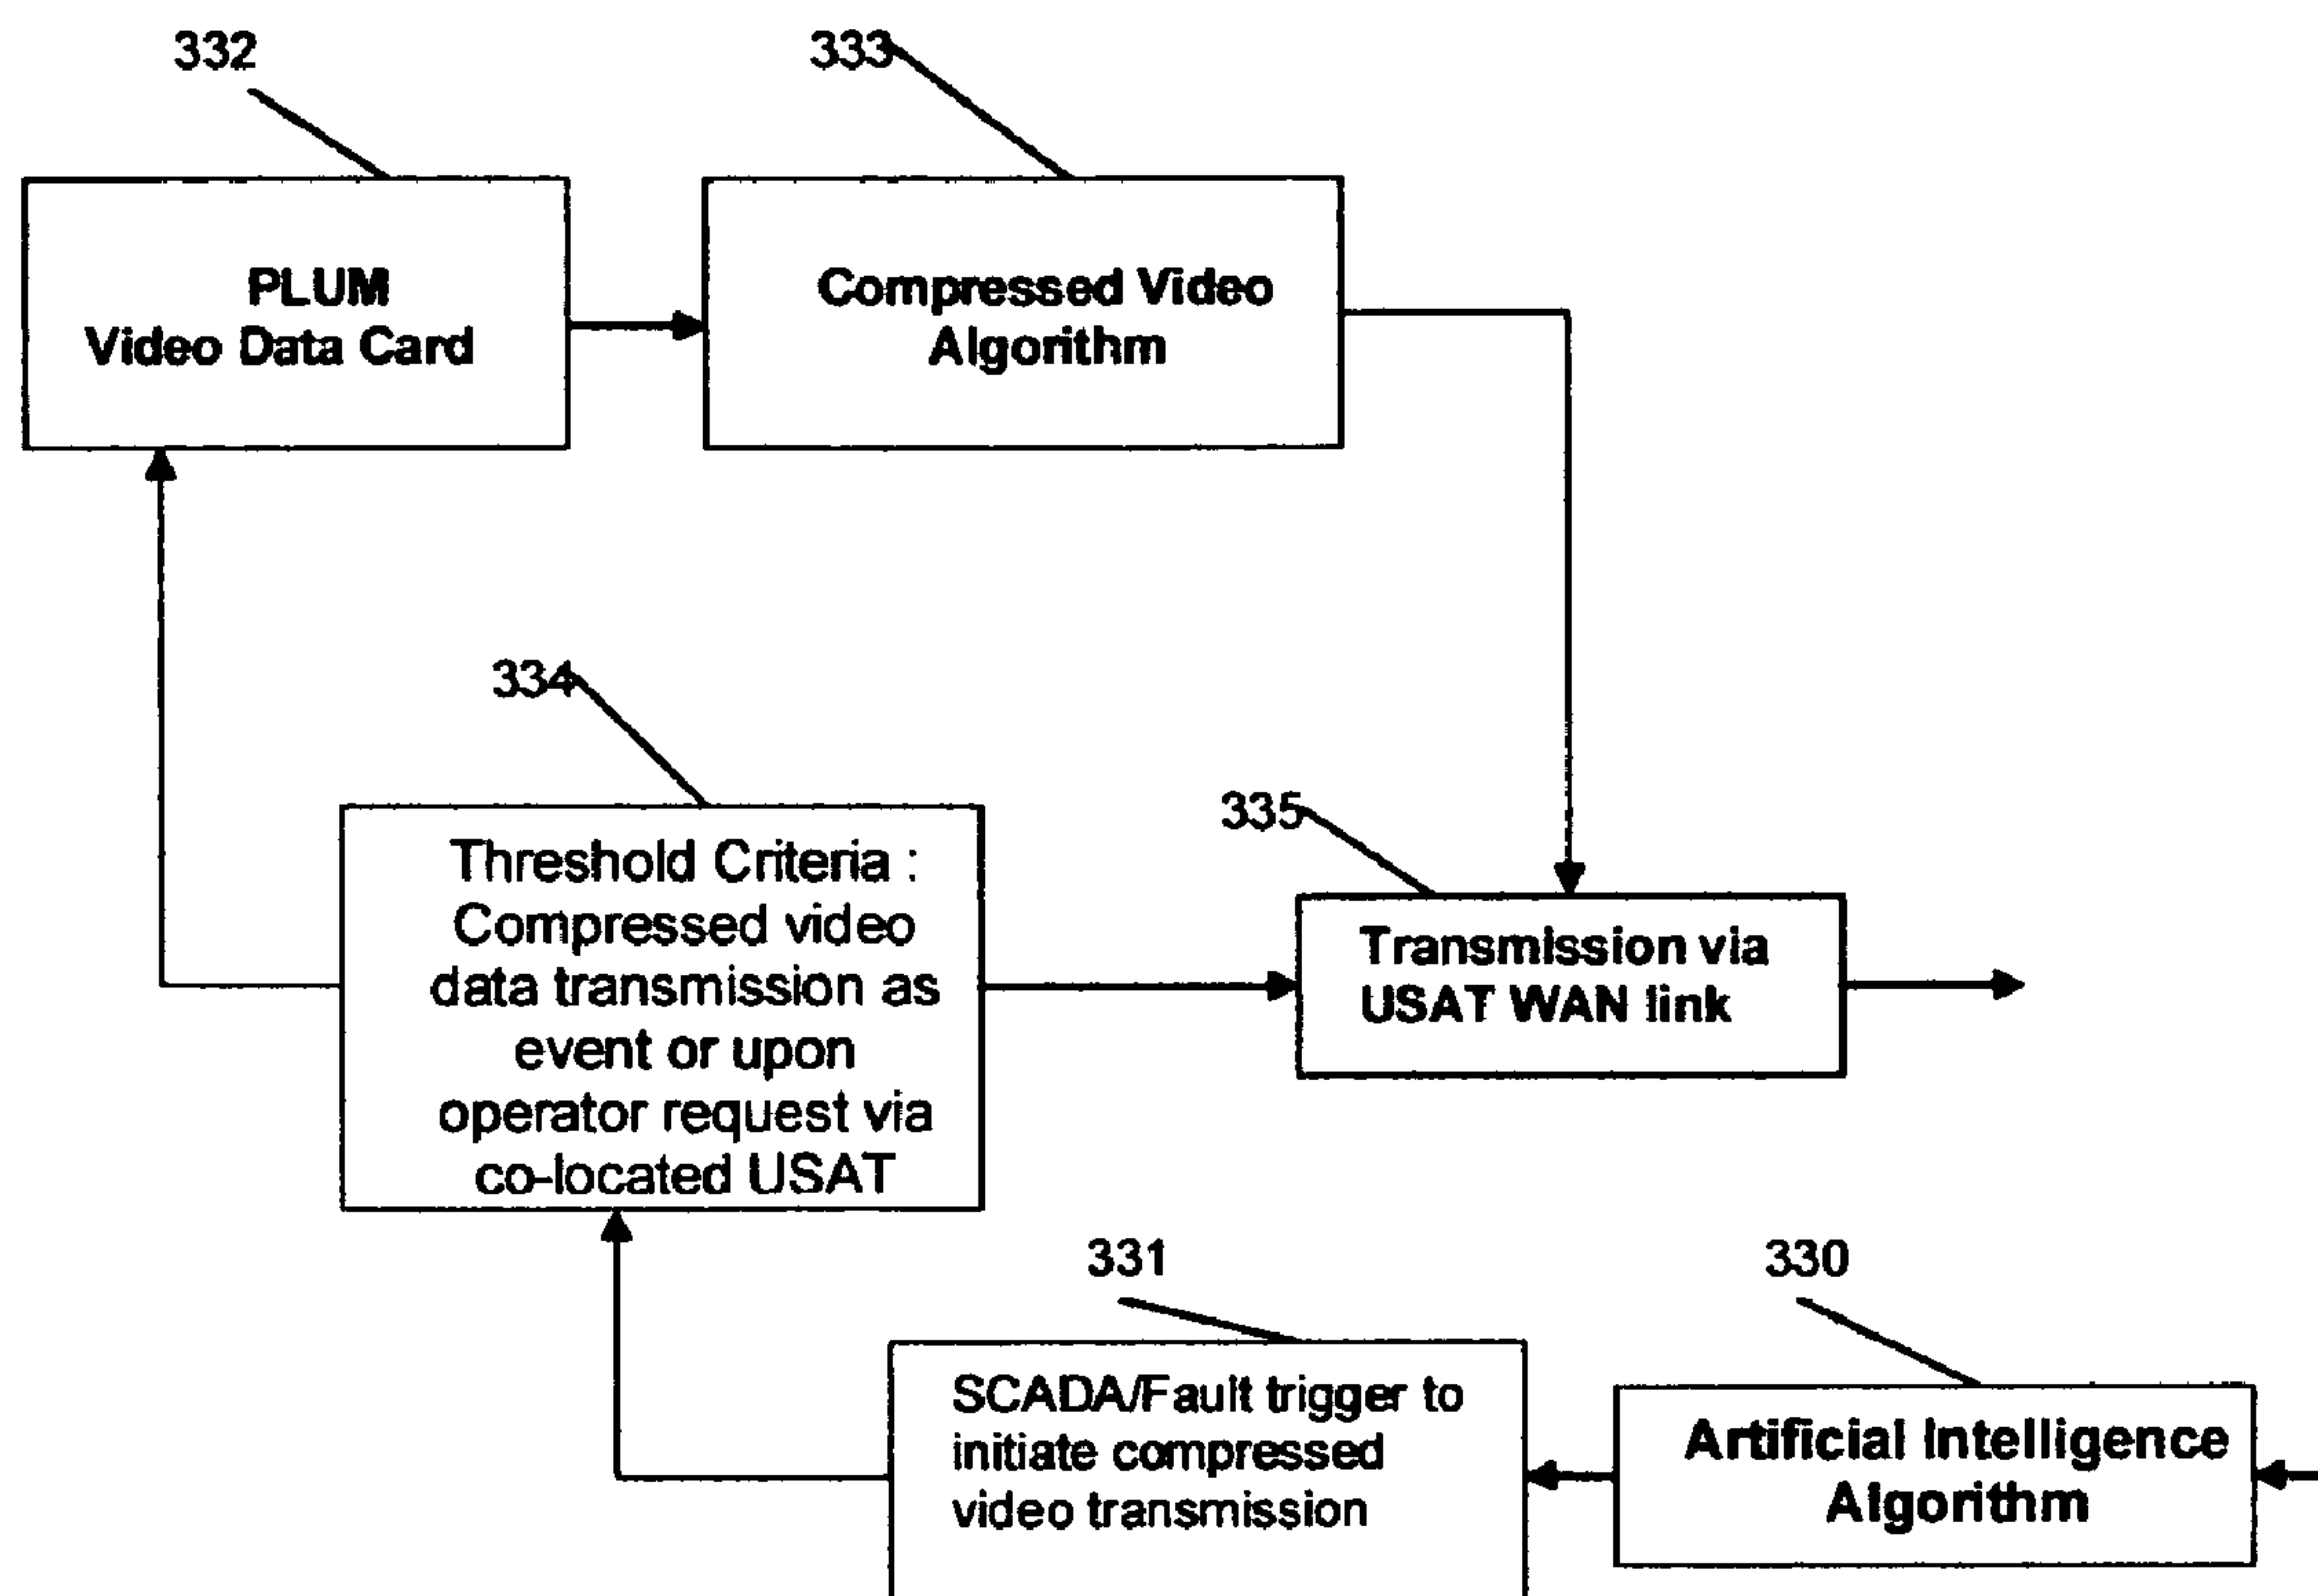 332
333
PLUM
Video Data Card
Compressed Video
Algorithm
334
335
Threshold Criteria :
Compressed video
data transmission as
event or upon
operator request via
co-located USAT
Transmission via
USAT WAN link
331
330
SCADA/Fault trigger to
initiate compressed
video transmission
Artificial Intelligence
Algorithm